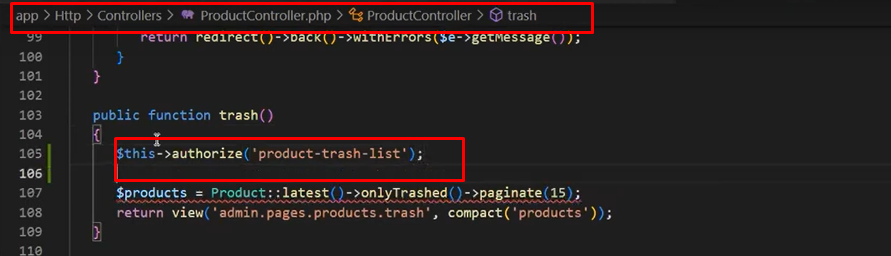 app > Http > Controllers > ProductController.php > ProductController > trash
99 return redirect()->back()->withErrors($e->getMessage());
100 }
101 }
102
103 public function trash()
104 {
105 $this->authorize('product-trash-list');
106
107 $products = Product::latest()->onlyTrashed()->paginate(15);
108 return view('admin.pages.products.trash', compact('products'));
109 }
110